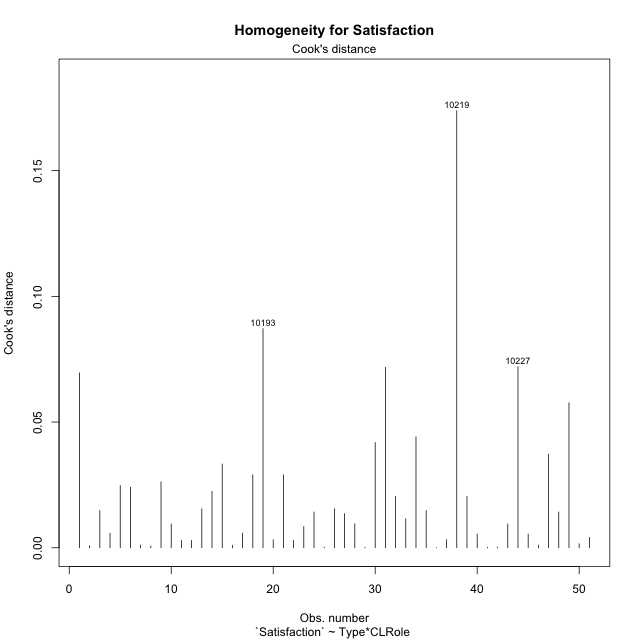 Homogeneity for Satisfaction
Cook's distance
10219
0.15
Cook's distance
0.10
10193
10227
0.05
0.00
0 10 20 30 40 50
Obs. number
`Satisfaction` ~ Type*CLRole